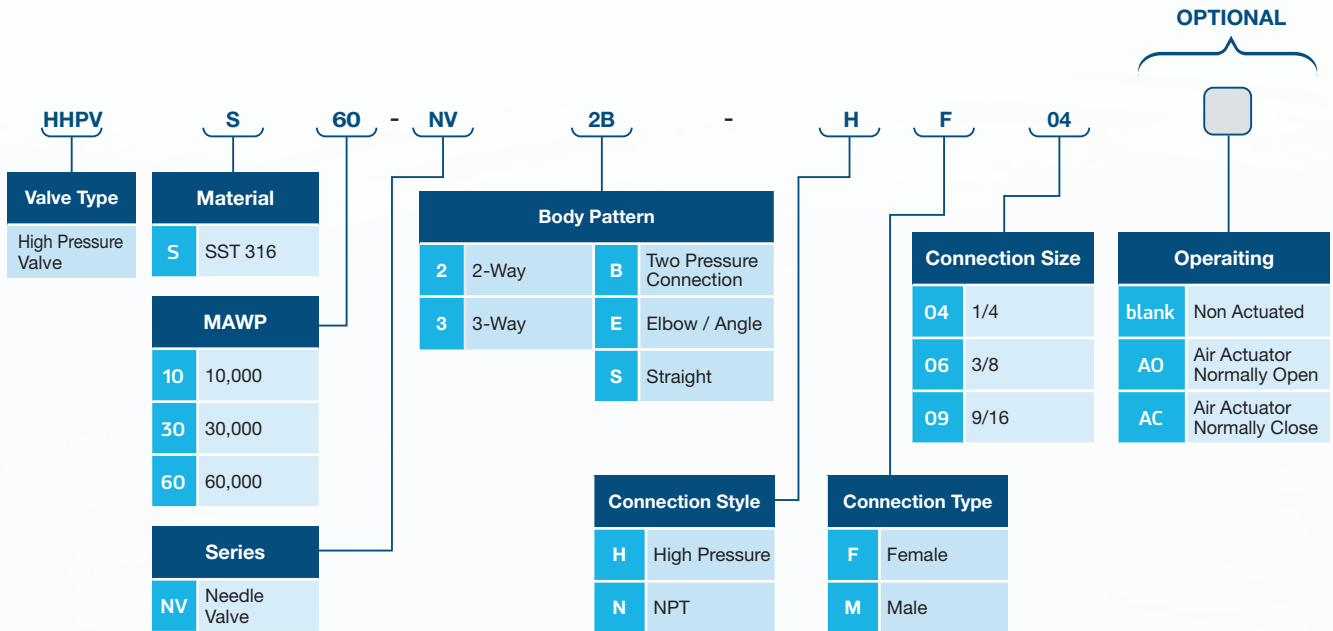 OPTIONAL
HHPV S 60 - NV 2B - H F 04
Valve Type
High Pressure
Valve
Material
S SST 316
MAWP
10 10,000
30 30,000
60 60,000
Series
NV Needle
Valve
Body Pattern
2 2-Way
3 3-Way
B Two Pressure
Connection
E Elbow / Angle
S Straight
Connection Style
H High Pressure
N NPT
Connection Type
F Female
M Male
Connection Size
04 1/4
06 3/8
09 9/16
Operaiting
blank Non Actuated
AO Air Actuator
Normally Open
AC Air Actuator
Normally Close